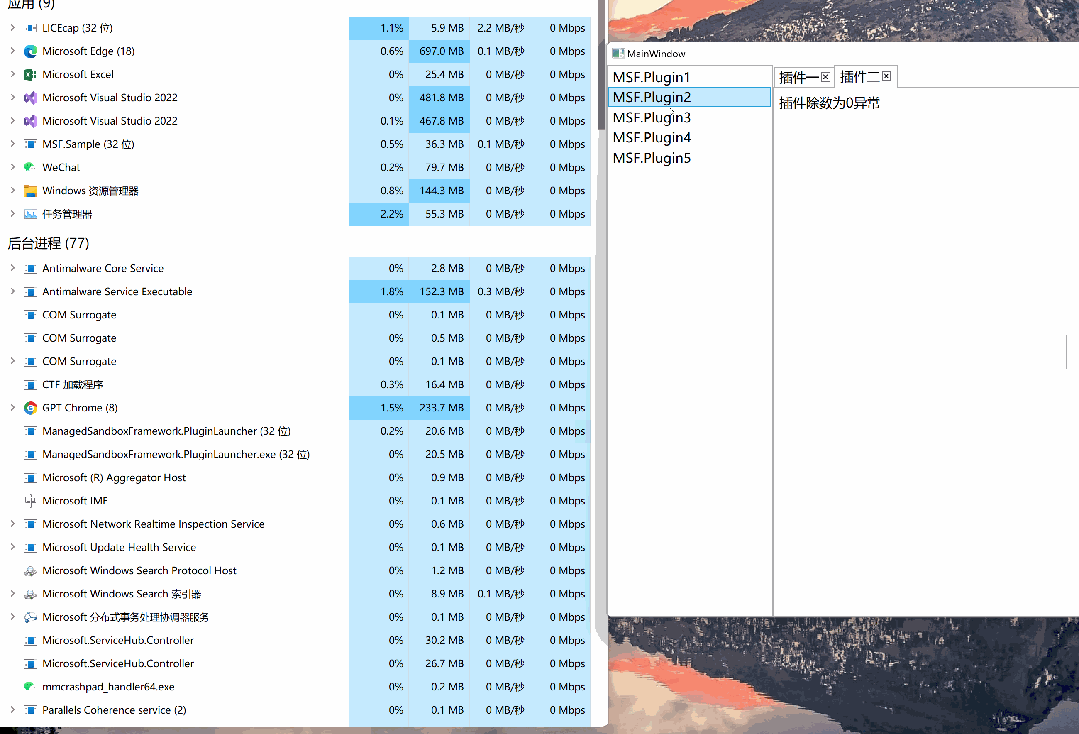 应用 (9)
LICEcap (32 位) 1.1% 5.9 MB 2.2 MB/秒 0 Mbps
Microsoft Edge (18) 0.6% 697.0 MB 0.1 MB/秒 0 Mbps
Microsoft Excel 0% 25.4 MB 0 MB/秒 0 Mbps
Microsoft Visual Studio 2022 0% 481.8 MB 0 MB/秒 0 Mbps
Microsoft Visual Studio 2022 0.1% 467.8 MB 0 MB/秒 0 Mbps
MSF.Sample (32 位) 0.5% 36.3 MB 0.1 MB/秒 0 Mbps
WeChat 0.2% 79.7 MB 0 MB/秒 0 Mbps
Windows 资源管理器 0.8% 144.3 MB 0 MB/秒 0 Mbps
任务管理器 2.2% 55.3 MB 0 MB/秒 0 Mbps
后台进程 (77)
Antimalware Core Service 0% 2.8 MB 0 MB/秒 0 Mbps
Antimalware Service Executable 1.8% 152.3 MB 0.3 MB/秒 0 Mbps
COM Surrogate 0% 0.1 MB 0 MB/秒 0 Mbps
COM Surrogate 0% 0.5 MB 0 MB/秒 0 Mbps
COM Surrogate 0% 0.1 MB 0 MB/秒 0 Mbps
CTF 加载程序 0.3% 16.4 MB 0 MB/秒 0 Mbps
GPT Chrome (8) 1.5% 233.7 MB 0 MB/秒 0 Mbps
ManagedSandboxFramework.PluginLauncher (32 位) 0.2% 20.6 MB 0 MB/秒 0 Mbps
ManagedSandboxFramework.PluginLauncher.exe (32 位) 0% 20.5 MB 0 MB/秒 0 Mbps
Microsoft (R) Aggregator Host 0% 0.9 MB 0 MB/秒 0 Mbps
Microsoft IME 0% 0.1 MB 0 MB/秒 0 Mbps
Microsoft Network Realtime Inspection Service 0% 0.6 MB 0 MB/秒 0 Mbps
Microsoft Update Health Service 0% 0.1 MB 0 MB/秒 0 Mbps
Microsoft Windows Search Protocol Host 0% 1.2 MB 0 MB/秒 0 Mbps
Microsoft Windows Search 索引器 0% 8.9 MB 0.1 MB/秒 0 Mbps
Microsoft 分布式事务处理协调器服务 0% 0.1 MB 0 MB/秒 0 Mbps
Microsoft.ServiceHub.Controller 0% 30.2 MB 0 MB/秒 0 Mbps
Microsoft.ServiceHub.Controller 0% 26.7 MB 0 MB/秒 0 Mbps
mmcrashpad_handler64.exe 0% 0.2 MB 0 MB/秒 0 Mbps
Parallels Coherence service (2) 0% 0.1 MB 0 MB/秒 0 Mbps
MainWindow
MSF.Plugin1
MSF.Plugin2
MSF.Plugin3
MSF.Plugin4
MSF.Plugin5
插件一 插件二
插件除数为0异常